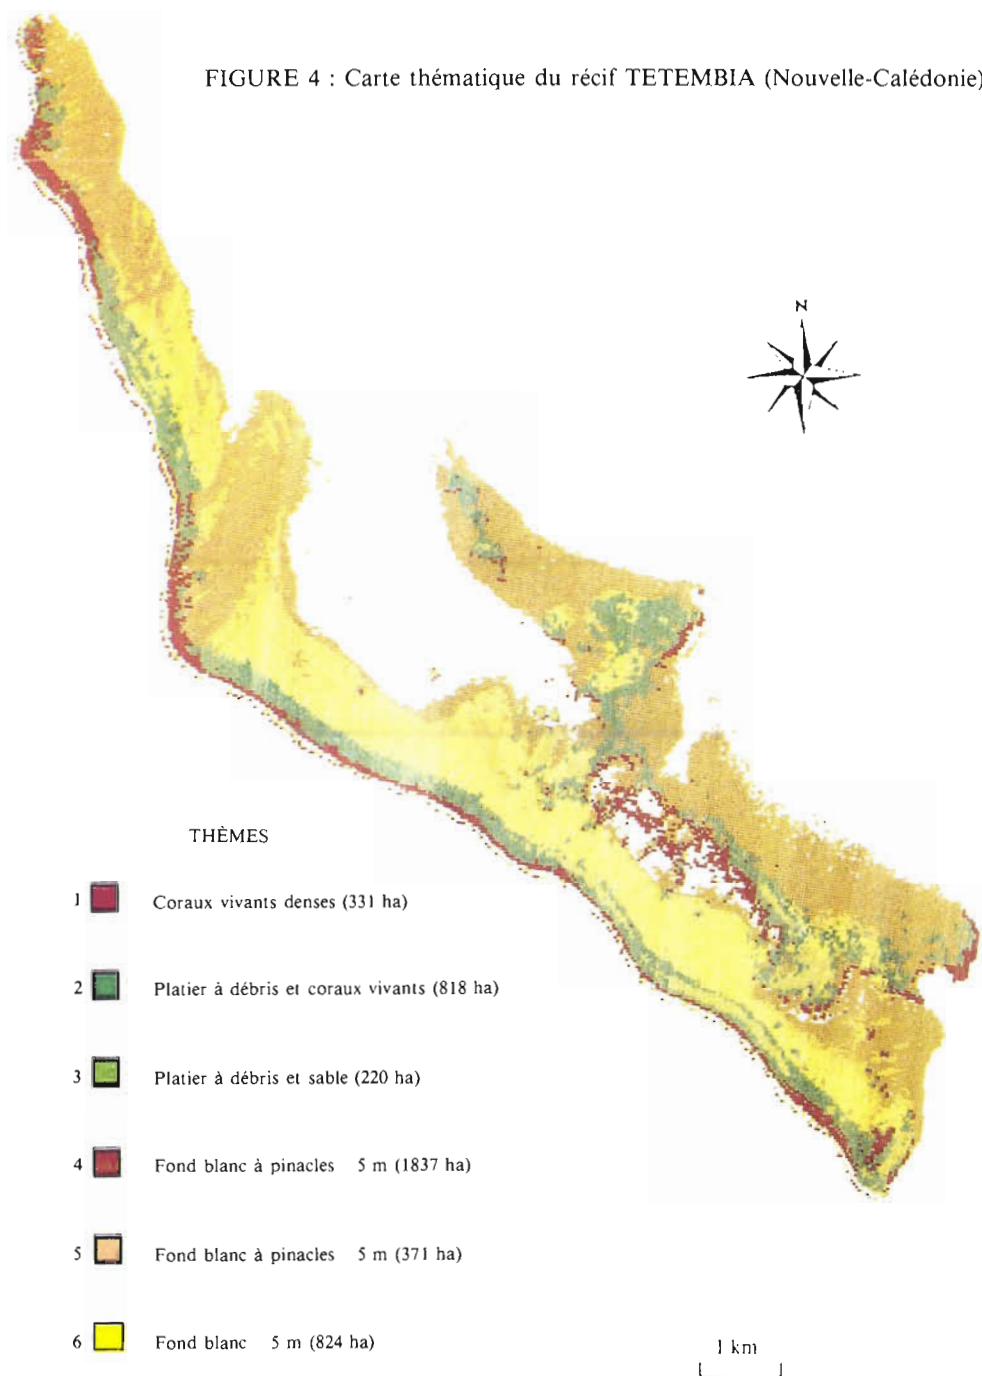 FIGURE 4 : Carte thématique du récif TETEMBIA (Nouvelle-Calédonie)
N
THÈMES
1 Coraux vivants denses (331 ha)
2 Platier à débris et coraux vivants (818 ha)
3 Platier à débris et sable (220 ha)
4 Fond blanc à pinacles 5 m (1837 ha)
5 Fond blanc à pinacles 5 m (371 ha)
6 Fond blanc 5 m (824 ha)
1 km